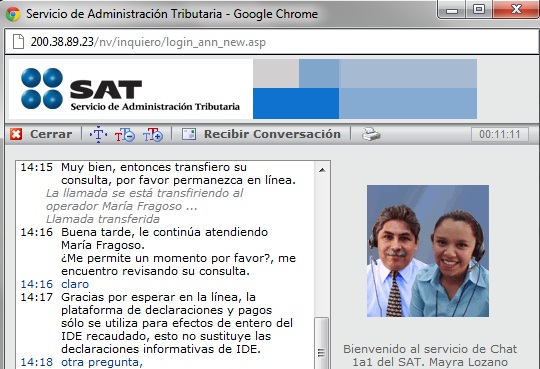 Servicio de Administración Tributaria - Google Chrome
200.38.89.23/nv/inquiero/login_ann_new.asp
SAT
Servicio de Administración Tributaria
Cerrar
T
T
T
Recibir Conversación
00:11:11
14:15 Muy bien, entonces transfiero su
consulta, por favor permanezca en línea.
La llamada se está transfiriendo al
operador María Fragoso ...
Llamada transferida
14:16 Buena tarde, le continúa atendiendo
María Fragoso.
¿Me permite un momento por favor?, me
encuentro revisando su consulta.
14:16 claro
14:17 Gracias por esperar en la línea, la
plataforma de declaraciones y pagos
sólo se utiliza para efectos de entero del
IDE recaudado, esto no sustituye las
declaraciones informativas de IDE.
14:18 otra pregunta,
Bienvenido al servicio de Chat
1a1 del SAT. Mayra Lozano